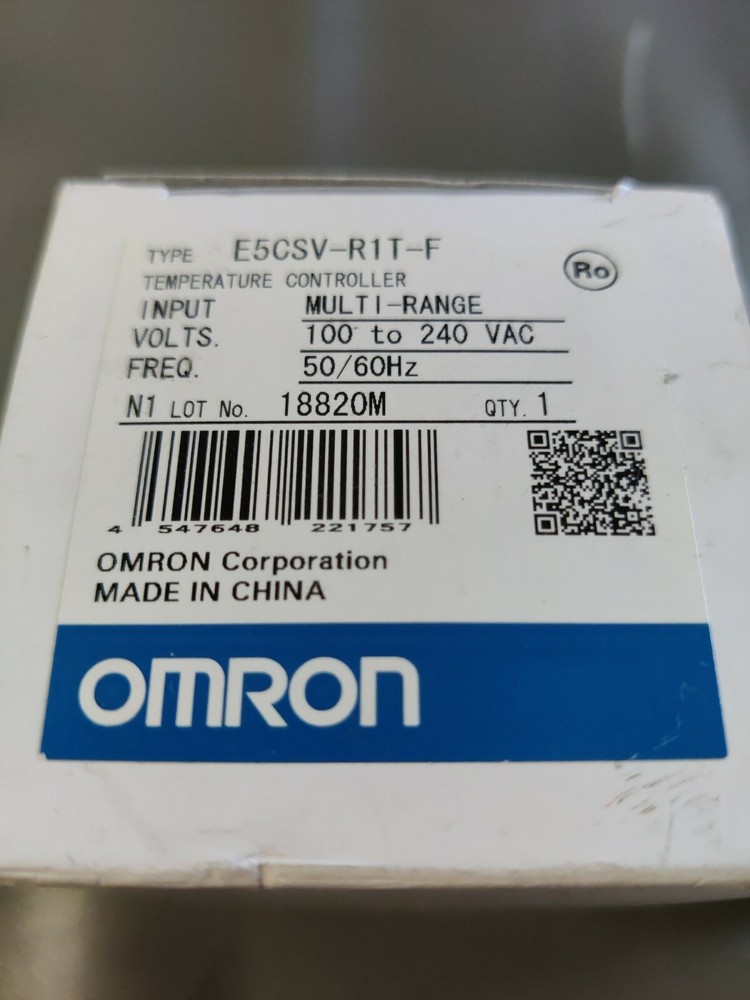 TYPE E5CSV-R1T-F
TEMPERATURE CONTROLLER
Ro
INPUT MULTI-RANGE
VOLTS. 100 to 240 VAC
FREQ. 50/60Hz
N1 LOT No. 18820M QTY. 1
4 547648 221757
OMRON Corporation
MADE IN CHINA
OMRON